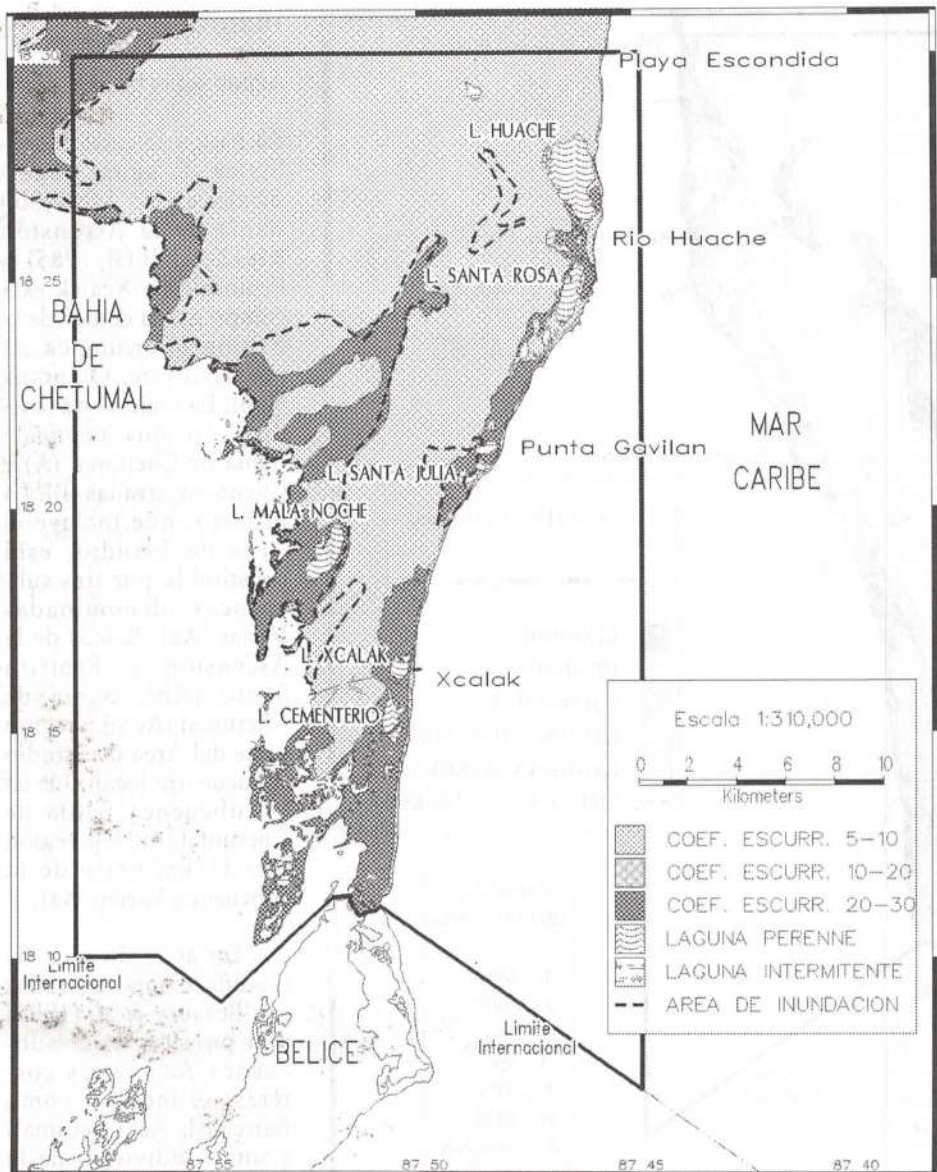 18 30
Playa Escondida
L. HUACHE
Rio Huache
18 25
L. SANTA ROSA
BAHIA
DE
CHETUMAL
MAR
CARIBE
Punta Gavilan
L. SANTA JULIA
18 20
L. MALA NOCHE
L. XCALAK
Xcalak
L. CEMENTERIO
18 15
Escala 1:310,000
0 2 4 6 8 10
Kilometers
COEF. ESCURR. 5-10
COEF. ESCURR. 10-20
COEF. ESCURR. 20-30
LAGUNA PERENNE
LAGUNA INTERMITENTE
AREA DE INUNDACION
18 10
Limite
Internacional
Limite
Internacional
BELICE
87 55
87 50
87 45
87 40